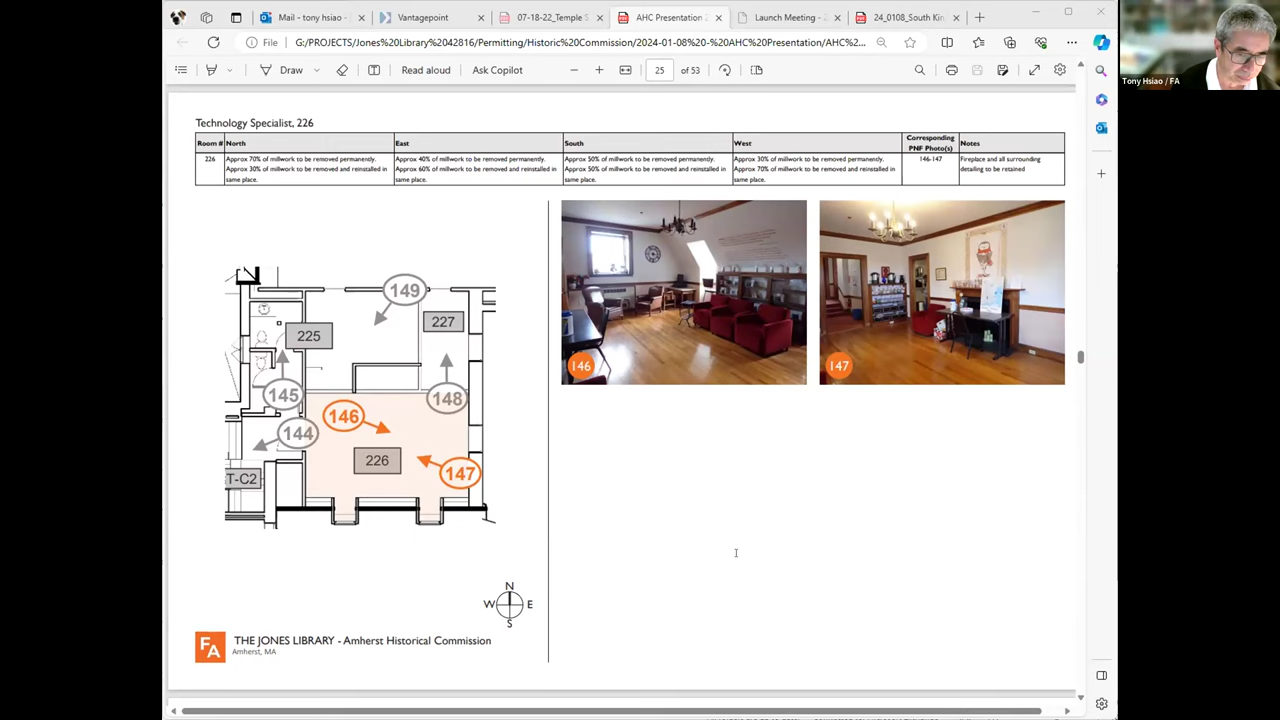 Mail - tony hsiao -
Vantagepoint
07-18-22_Temple S
AHC Presentation 2
Launch Meeting - Z
24_0108_South Kin
File
G:/PROJECTS/Jones%20Library%2042816/Permitting/Historic%20Commission/2024-01-08%20-%20AHC%20Presentation/AHC%2...
Draw
Read aloud
Ask Copilot
25 of 53
Tony Hsiao / FA
Technology Specialist, 226
Room # North East South West Corresponding PNF Photo(s) Notes
226 Approx 70% of millwork to be removed permanently. Approx 40% of millwork to be removed permanently. Approx 50% of millwork to be removed permanently. Approx 30% of millwork to be removed permanently. 146-147 Fireplace and all surrounding
Approx 30% of millwork to be removed and reinstalled in Approx 60% of millwork to be removed and reinstalled in Approx 50% of millwork to be removed and reinstalled in Approx 70% of millwork to be removed and reinstalled in detailing to be retained
same place. same place. same place. same place.
149
225
227
145
148
146
144
226
147
T-C2
146
147
N
W E
S
FA
THE JONES LIBRARY - Amherst Historical Commission
Amherst, MA